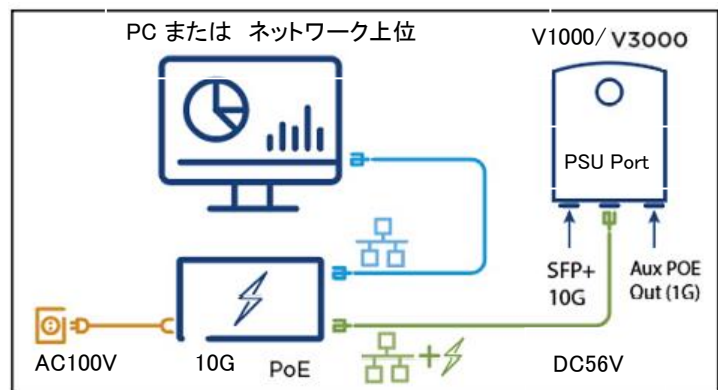 PC または ネットワーク上位
V1000/ V3000
PSU Port
SFP+
10G
Aux POE
Out (1G)
AC100V
10G
PoE
DC56V